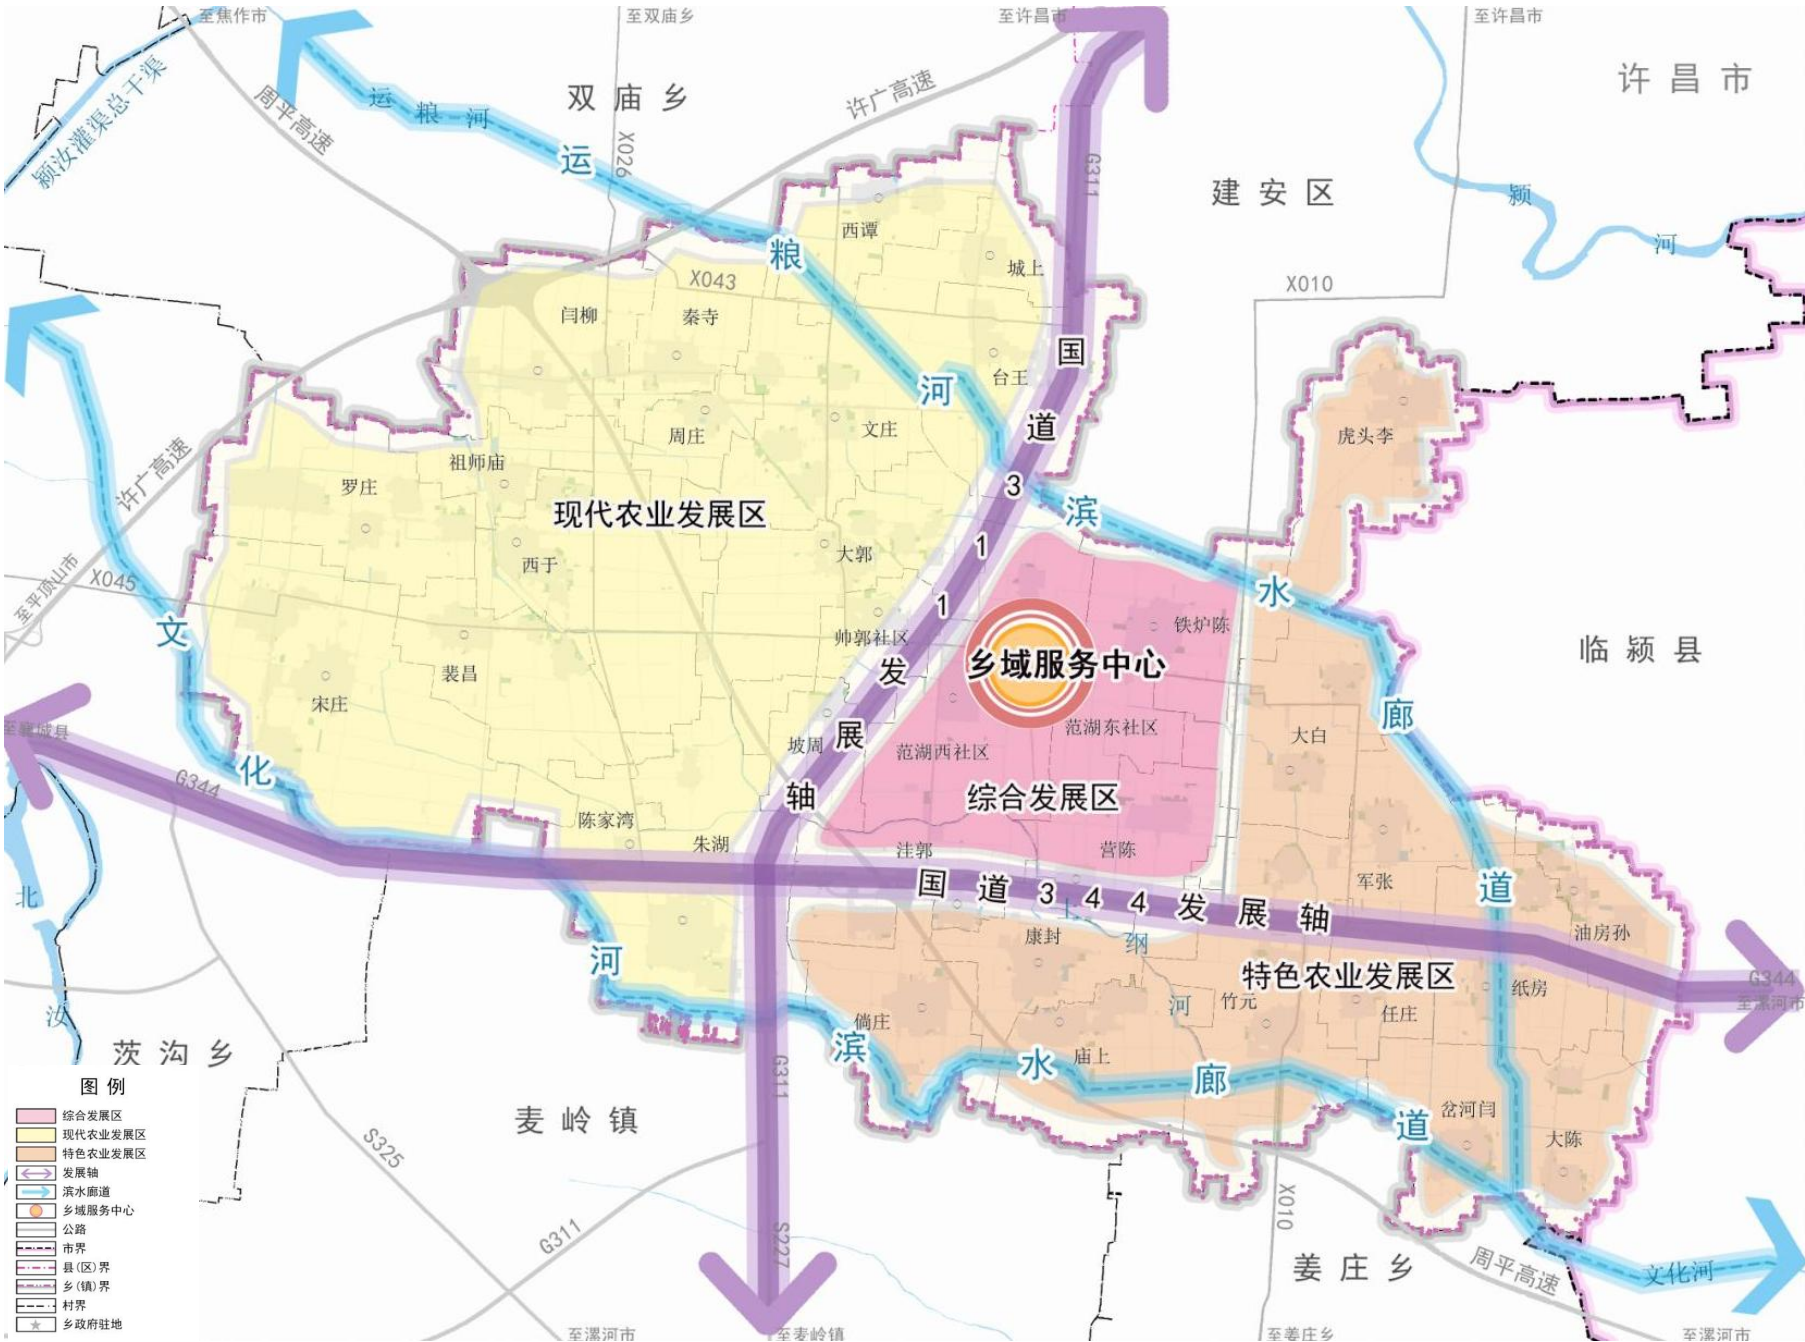 至焦作市
至双庙乡
至许昌市
至许昌市
颍汝灌渠总干渠
周平高速
运粮河
双庙乡
许广高速
许昌市
X026
G311
建安区
颍
河
运粮河滨水廊道
西谭
城上
X043
X010
闫柳
秦寺
台王
国道311发展轴
周庄
文庄
虎头李
祖师庙
罗庄
许广高速
现代农业发展区
大郭
西于
至平顶山市
X045
铁炉陈
帅郭社区
临颍县
乡域服务中心
裴昌
宋庄
至襄城县
范湖东社区
大白
坡周
范湖西社区
G344
综合发展区
陈家湾
朱湖
洼郭
营陈
军张
国道344发展轴
北
汝
土
纲
河
康封
油房孙
特色农业发展区
G344
至漯河市
纸房
竹元
任庄
倘庄
庙上
文化河滨水廊道
茨沟乡
G311
岔河闫
大陈
麦岭镇
S325
X010
S227
G311
姜庄乡
周平高速
文化河
至漯河市
至麦岭镇
至姜庄乡
至漯河市
图例
综合发展区
现代农业发展区
特色农业发展区
发展轴
滨水廊道
乡域服务中心
公路
市界
县(区)界
乡(镇)界
村界
乡政府驻地